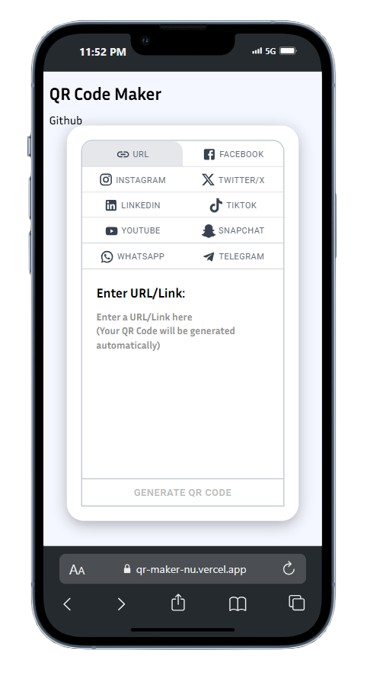 11:52 PM 5G
QR Code Maker
Github
URL FACEBOOK
INSTAGRAM TWITTER/X
LINKEDIN TIKTOK
YOUTUBE SNAPCHAT
WHATSAPP TELEGRAM
Enter URL/Link:
Enter a URL/Link here
(Your QR Code will be generated
automatically)
GENERATE QR CODE
AA qr-maker-nu.vercel.app